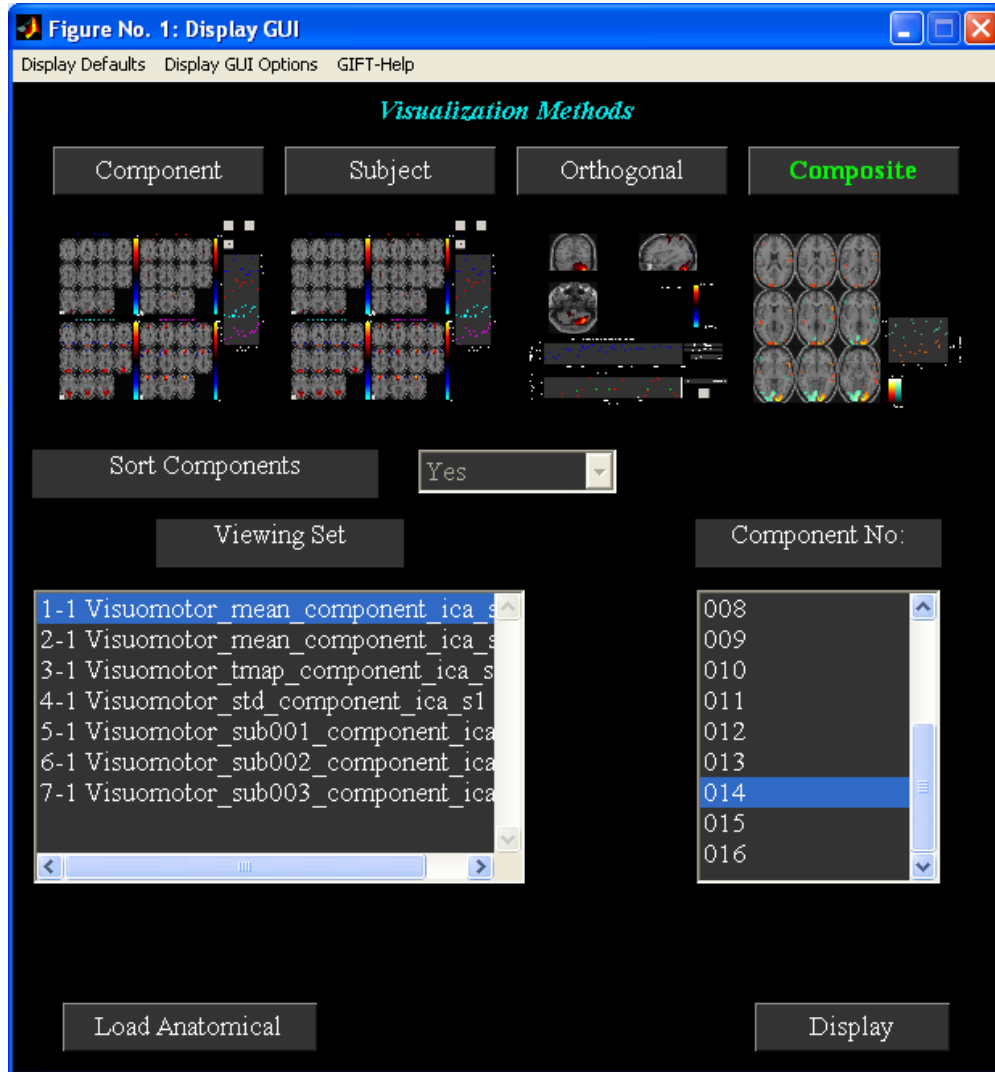 Figure No. 1: Display GUI
Display Defaults Display GUI Options GIFT-Help
Visualization Methods
Component Subject Orthogonal Composite
Sort Components Yes
Viewing Set Component No:
1-1 Visuomotor_mean_component_ica_s
2-1 Visuomotor_mean_component_ica_s
3-1 Visuomotor_tmap_component_ica_s
4-1 Visuomotor_std_component_ica_s1
5-1 Visuomotor_sub001_component_ica
6-1 Visuomotor_sub002_component_ica
7-1 Visuomotor_sub003_component_ica
008
009
010
011
012
013
014
015
016
Load Anatomical Display